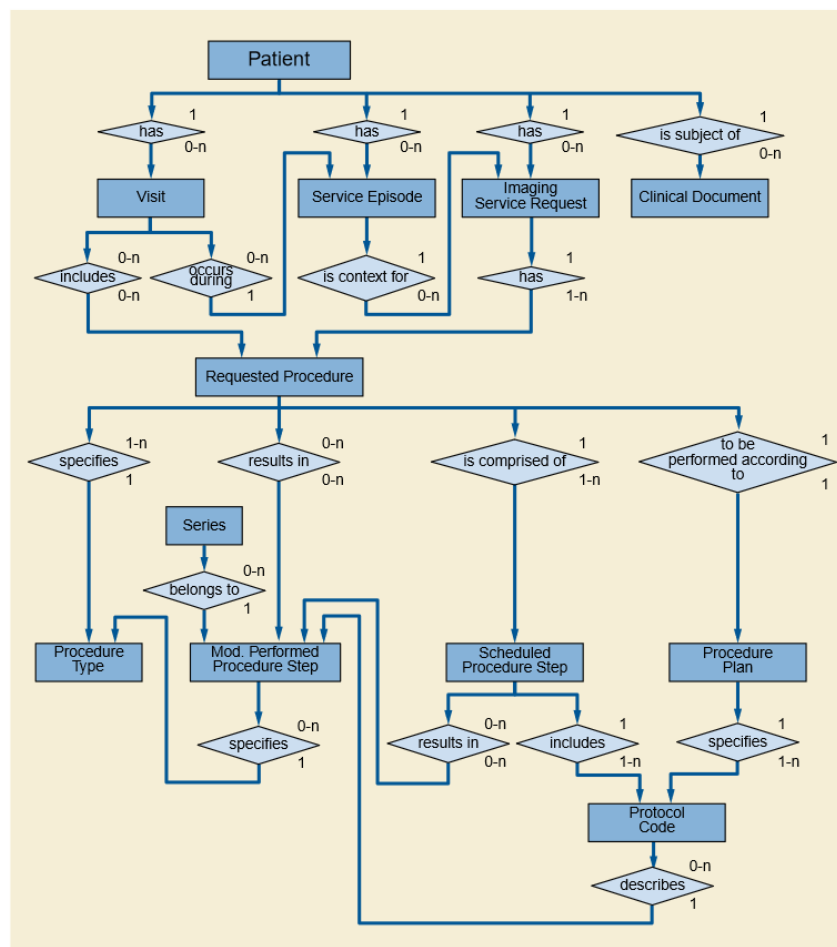 Patient
1
1
1
1
has
has
has
is subject of
0-n
0-n
0-n
0-n
Visit
Service Episode
Imaging
Service Request
Clinical Document
0-n
0-n
1
1
includes
occurs
during
is context for
has
0-n
1
0-n
1-n
Requested Procedure
1-n
0-n
1
1
specifies
results in
is comprised of
to be
performed according
to
1
0-n
1-n
1
Series
0-n
belongs to
1
Procedure
Type
Mod. Performed
Procedure Step
Scheduled
Procedure Step
Procedure
Plan
0-n
0-n
1
1
specifies
results in
includes
specifies
1
0-n
1-n
1-n
Protocol
Code
0-n
describes
1